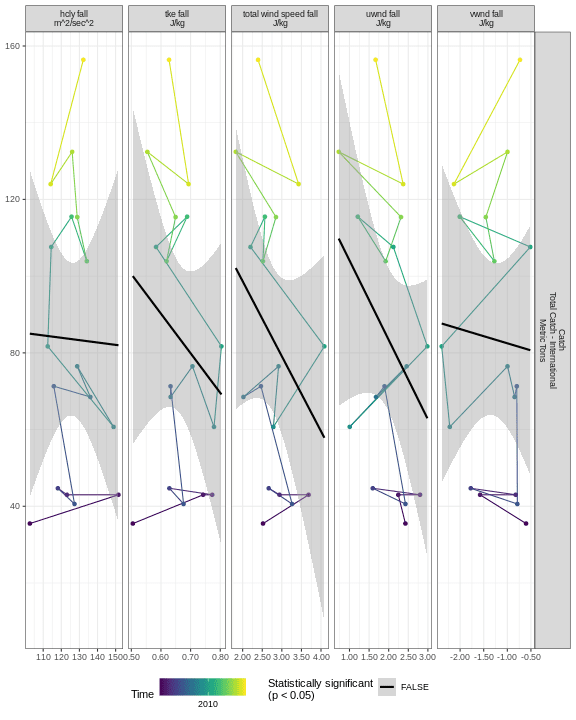 hcly fall
m^2/sec^2
tke fall
J/kg
total wind speed fall
J/kg
uwnd fall
J/kg
vwnd fall
J/kg
160
120
80
40
Catch
Total Catch - International
Metric Tons
110 120 130 140 150
0.50 0.60 0.70 0.80
2.00 2.50 3.00 3.50 4.00
1.00 1.50 2.00 2.50 3.00
-2.00 -1.50 -1.00 -0.50
Time
2010
Statistically significant
(p < 0.05)
FALSE